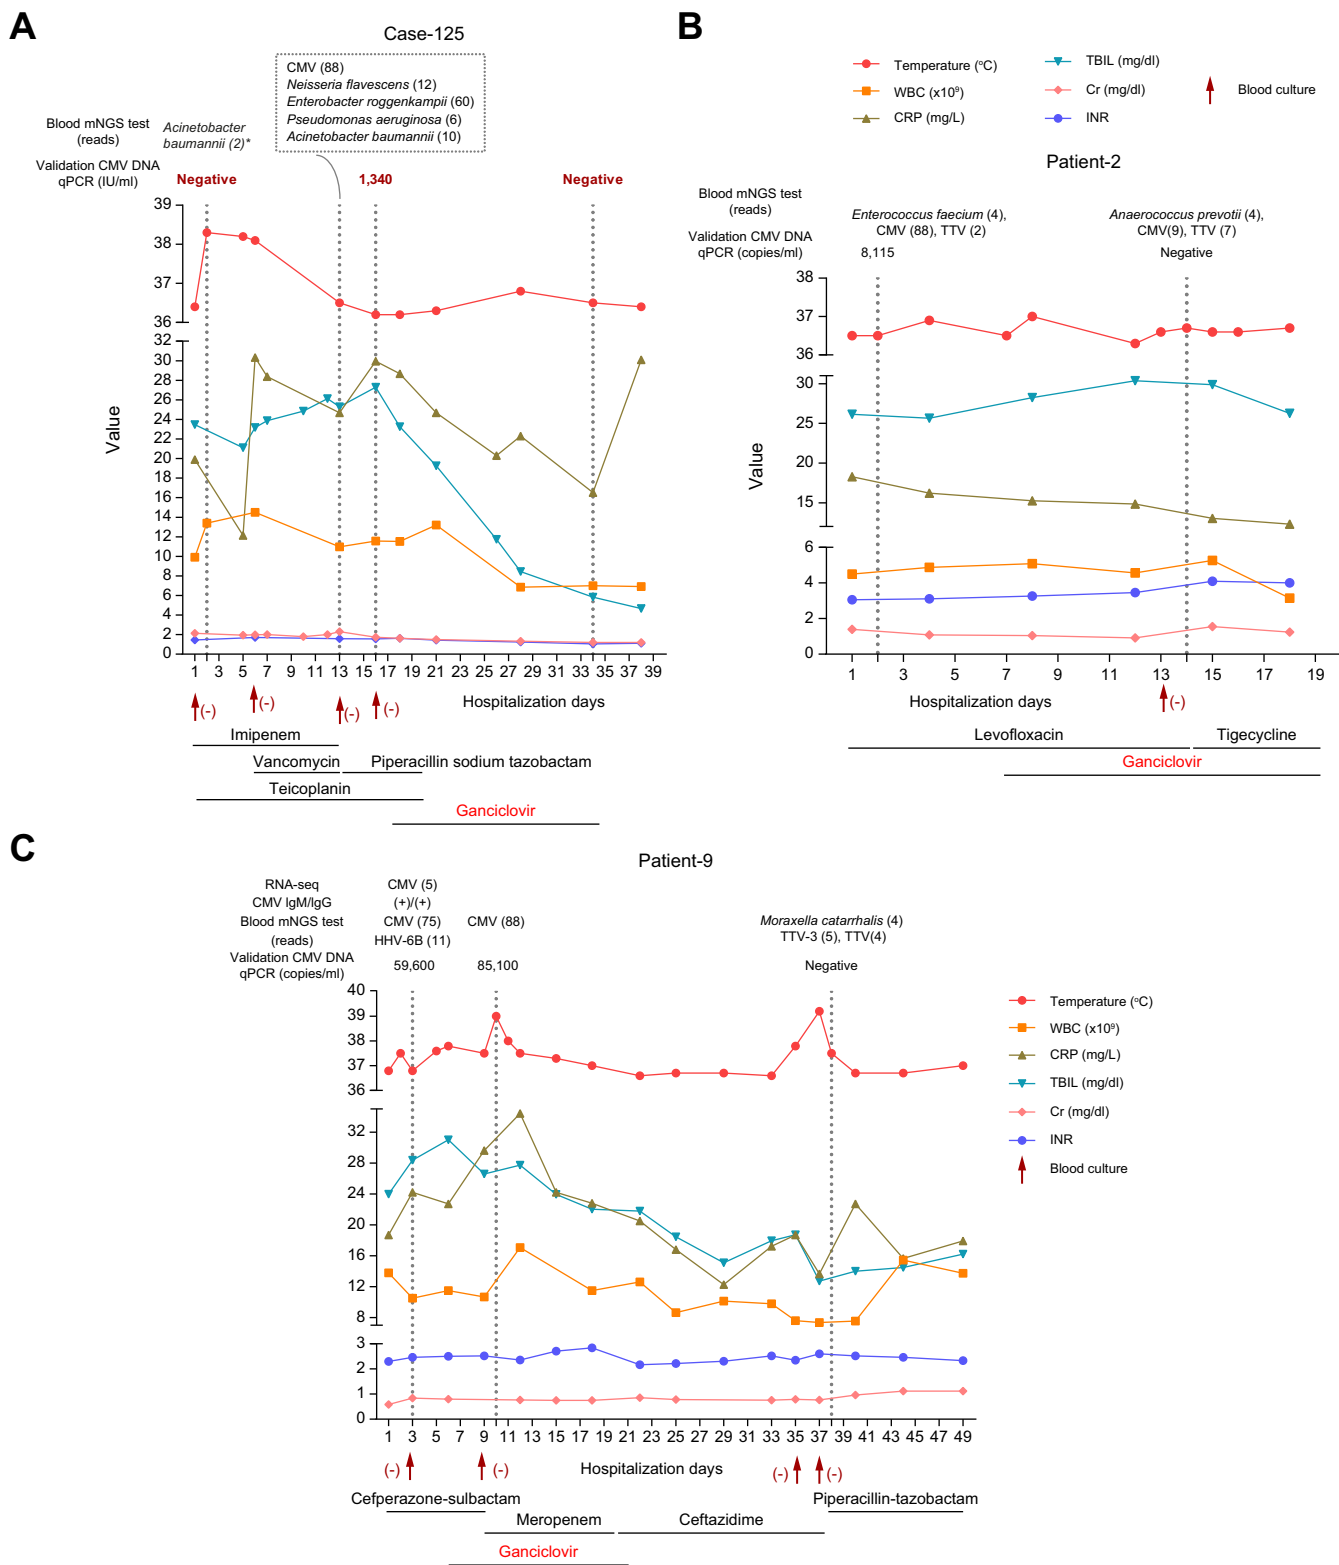 A
Case-125
CMV (88)
Neisseria flavescens (12)
Enterobacter roggenkampii (60)
Pseudomonas aeruginosa (6)
Acinetobacter baumannii (10)
Blood mNGS test
(reads)
Acinetobacter
baumannii (2)*
Validation CMV DNA
qPCR (IU/ml)
Negative
1,340
Negative
39
38
37
36
32
30
28
26
24
22
20
18
16
14
12
10
8
6
4
2
0
Value
1 3 5 7 9 11 13 15 17 19 21 23 25 27 29 31 33 35 37 39
(-) (-) (-) (-)
Hospitalization days
Imipenem
Vancomycin
Piperacillin sodium tazobactam
Teicoplanin
Ganciclovir
B
Temperature (°C)
WBC (x10⁹)
CRP (mg/L)
TBIL (mg/dl)
Cr (mg/dl)
INR
Blood culture
Patient-2
Blood mNGS test
(reads)
Enterococcus faecium (4),
CMV (88), TTV (2)
Anaerococcus prevotii (4),
CMV(9), TTV (7)
Validation CMV DNA
qPCR (copies/ml)
8,115
Negative
38
37
36
30
25
20
15
6
4
2
0
Value
1 3 5 7 9 11 13 15 17 19
Hospitalization days
(-)
Levofloxacin
Tigecycline
Ganciclovir
C
Patient-9
RNA-seq
CMV (5)
CMV IgM/IgG
(+)/(+)
Blood mNGS test
(reads)
CMV (75)
HHV-6B (11)
CMV (88)
Moraxella catarrhalis (4)
TTV-3 (5), TTV(4)
Validation CMV DNA
qPCR (copies/ml)
59,600
85,100
Negative
40
39
38
37
36
32
28
24
20
16
12
8
3
2
1
0
Temperature (°C)
WBC (x10⁹)
CRP (mg/L)
TBIL (mg/dl)
Cr (mg/dl)
INR
Blood culture
1 3 5 7 9 11 13 15 17 19 21 23 25 27 29 31 33 35 37 39 41 43 45 47 49
(-) (-) (-) (-)
Hospitalization days
Cefperazone-sulbactam
Piperacillin-tazobactam
Meropenem
Ceftazidime
Ganciclovir